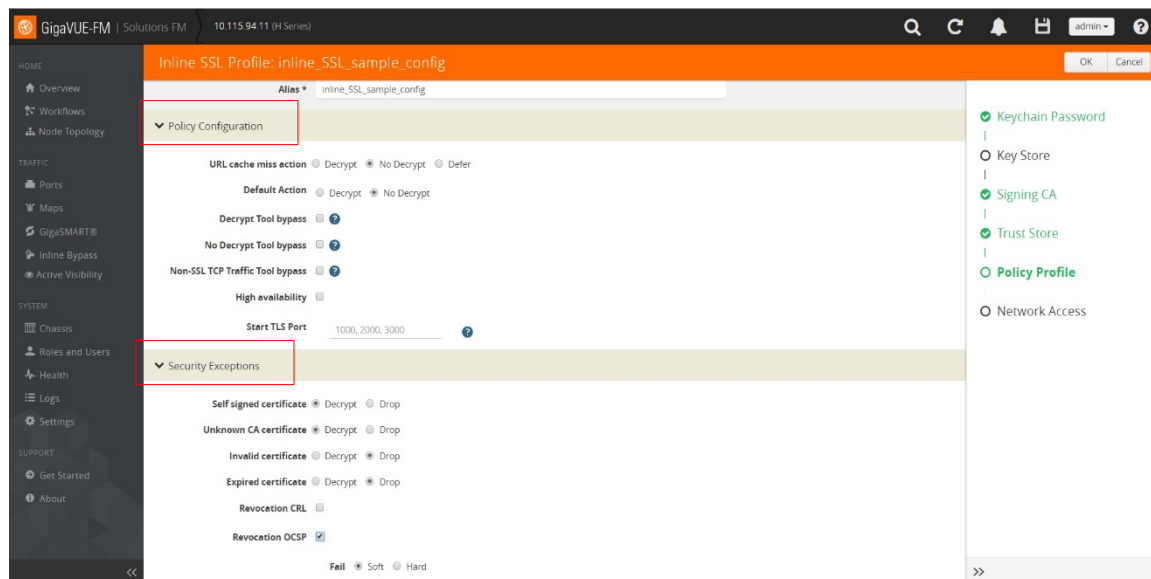 GigaVUE-FM | Solutions FM 10.115.94.11 (H Series) admin
Inline SSL Profile: inline_SSL_sample_config OK Cancel
HOME
Overview
Workflows
Node Topology
TRAFFIC
Ports
Maps
GigaSMART®
Inline Bypass
Active Visibility
SYSTEM
Chassis
Roles and Users
Health
Logs
Settings
SUPPORT
Get Started
About
Alias * inline_SSL_sample_config
Policy Configuration
URL cache miss action Decrypt No Decrypt Defer
Default Action Decrypt No Decrypt
Decrypt Tool bypass ?
No Decrypt Tool bypass ?
Non-SSL TCP Traffic Tool bypass ?
High availability
Start TLS Port 1000, 2000, 3000 ?
Security Exceptions
Self signed certificate Decrypt Drop
Unknown CA certificate Decrypt Drop
Invalid certificate Decrypt Drop
Expired certificate Decrypt Drop
Revocation CRL
Revocation OCSP
Fail Soft Hard
Keychain Password
Key Store
Signing CA
Trust Store
Policy Profile
Network Access